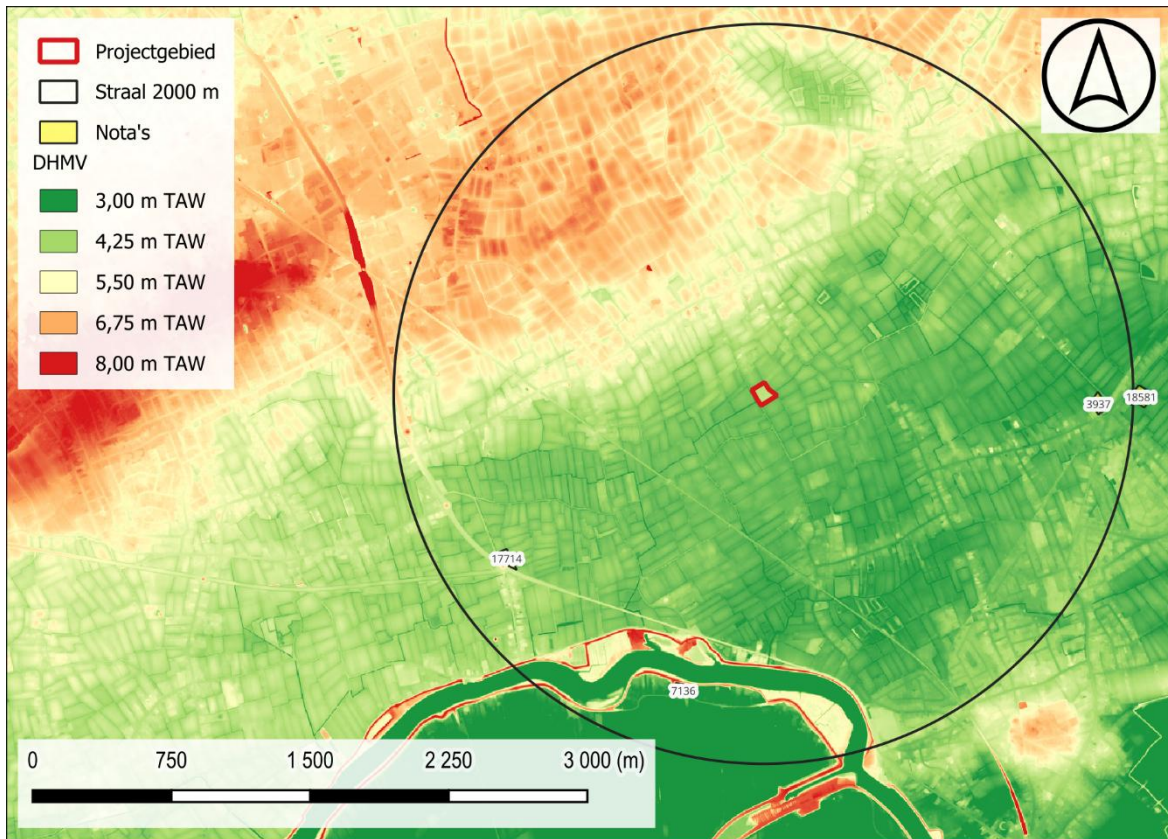 Projectgebied
Straal 2000 m
Nota's
DHMV
3,00 m TAW
4,25 m TAW
5,50 m TAW
6,75 m TAW
8,00 m TAW
3937
18581
17714
7136
0 750 1 500 2 250 3 000 (m)